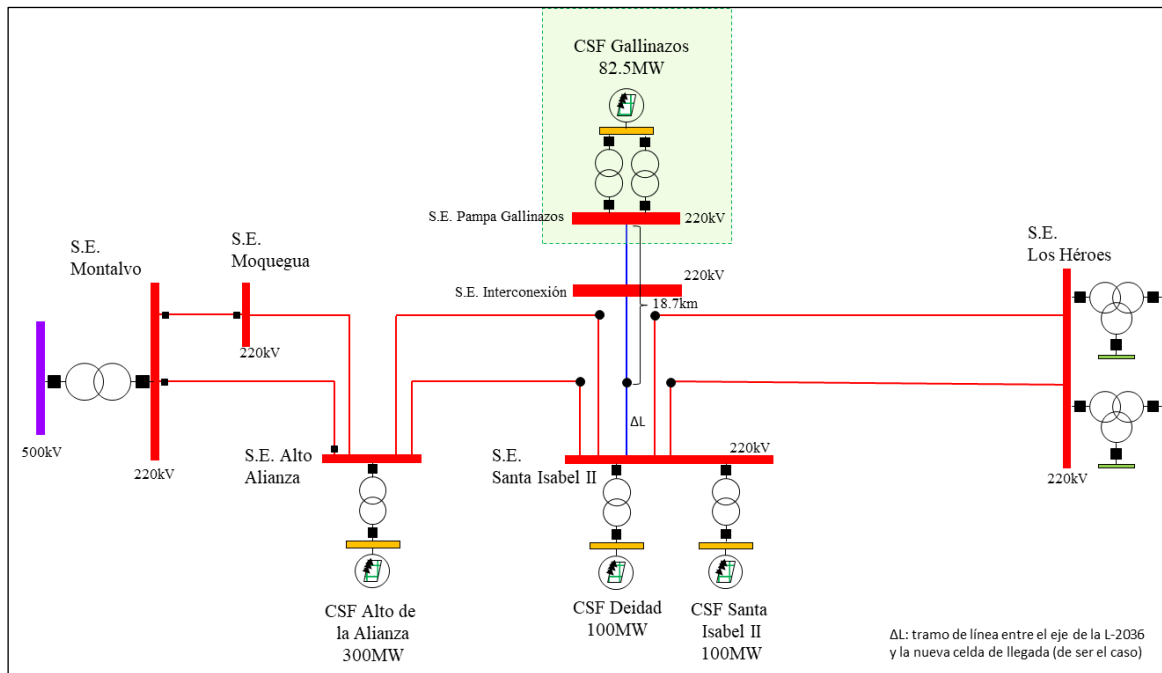 CSF Gallinazos
82.5MW
S.E. Pampa Gallinazos
220kV
S.E.
Montalvo
S.E.
Moquegua
220kV
S.E. Interconexión
18.7km
S.E.
Los Héroes
220kV
500kV
220kV
S.E. Alto
Alianza
ΔL
S.E.
Santa Isabel II
220kV
220kV
CSF Alto de
la Alianza
300MW
CSF Deidad
100MW
CSF Santa
Isabel II
100MW
ΔL: tramo de línea entre el eje de la L-2036
y la nueva celda de llegada (de ser el caso)